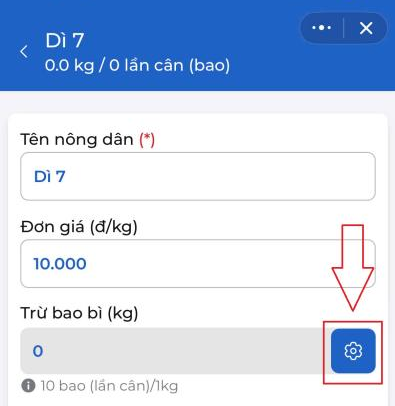 Dì 7
0.0 kg / 0 lần cân (bao)
Tên nông dân (*)
Dì 7
Đơn giá (đ/kg)
10.000
Trừ bao bì (kg)
0
10 bao (lần cân)/1kg